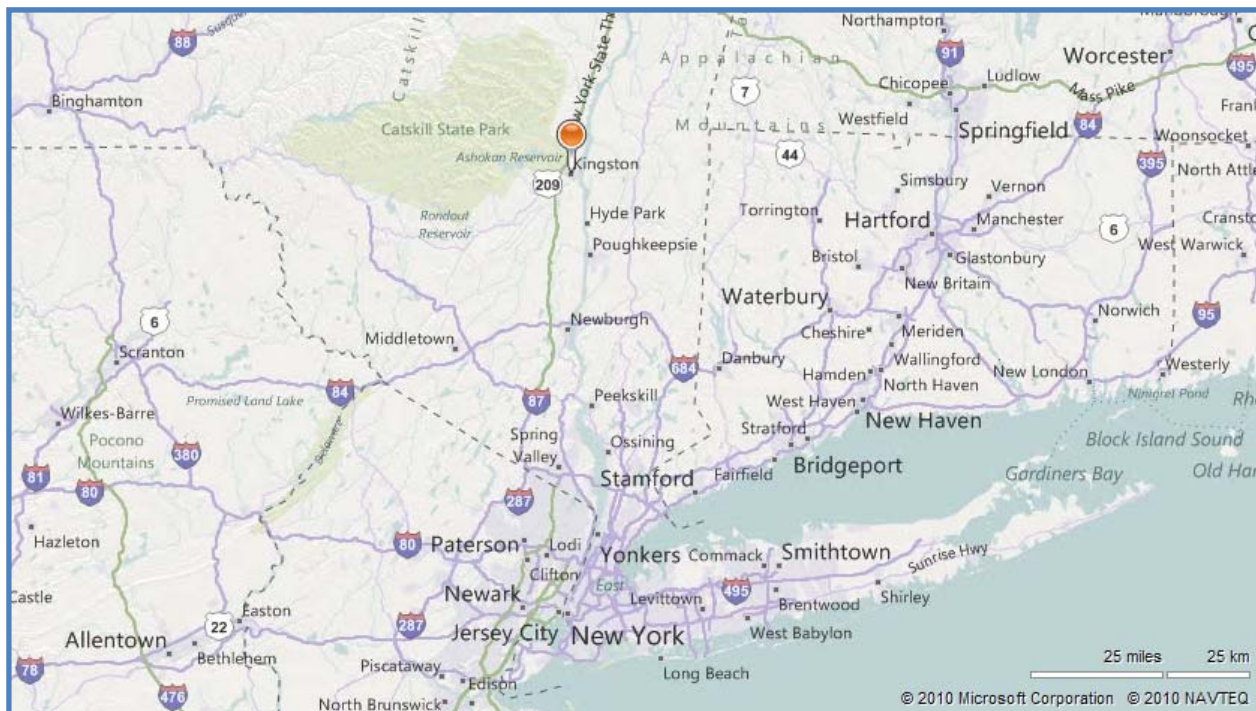 Susque
88
Catskill
New York State Th
Te
Appalachian
Mountains
Northampton
91
Worcester
495
Binghamton
Catskill State Park
Ashokan Reservoir
Kingston
209
7
44
Chicopee
Ludlow
Mass Pike
Westfield
Springfield
84
Woonsocket
Frank
395
North Attle
Rondout
Reservoir
Hyde Park
Poughkeepsie
Torrington
Simsbury
Vernon
Hartford
Manchester
6
Cransto
West Warwick
Bristol
Glastonbury
New Britain
6
Scranton
Middletown
Newburgh
Waterbury
Cheshire
Meriden
Norwich
95
Danbury
684
Wallingford
Hamden
North Haven
New London
Westerly
Ninigret Pond
84
Promised Land Lake
Delaware
87
Peekskill
West Haven
New Haven
Wilkes-Barre
Pocono
Mountains
380
Spring
Valley
Ossining
Stratford
Bridgeport
Fairfield
Stamford
Block Island Sound
Gardiners Bay
Rh
Old Har
81
80
287
Hazleton
80
Paterson
Lodi
Clifton
Yonkers
Commack
Smithtown
Sunrise Hwy
East
Castle
22
Easton
Newark
287
Levittown
495
Brentwood
Shirley
Allentown
Bethlehem
Jersey City
New York
West Babylon
Long Beach
78
476
Piscataway
Edison
North Brunswick
25 miles
25 km
© 2010 Microsoft Corporation © 2010 NAVTEQ